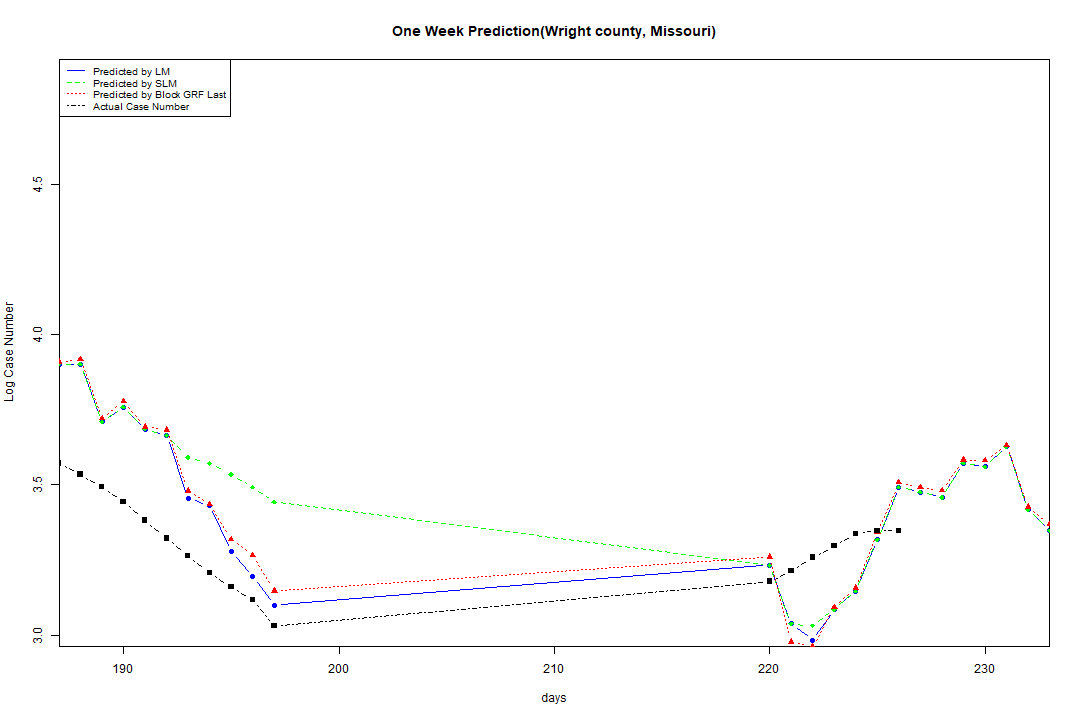 One Week Prediction(Wright county, Missouri)
Predicted by LM
Predicted by SLM
Predicted by Block GRF Last
Actual Case Number
4.5
4.0
3.5
3.0
Log Case Number
190 200 210 220 230
days